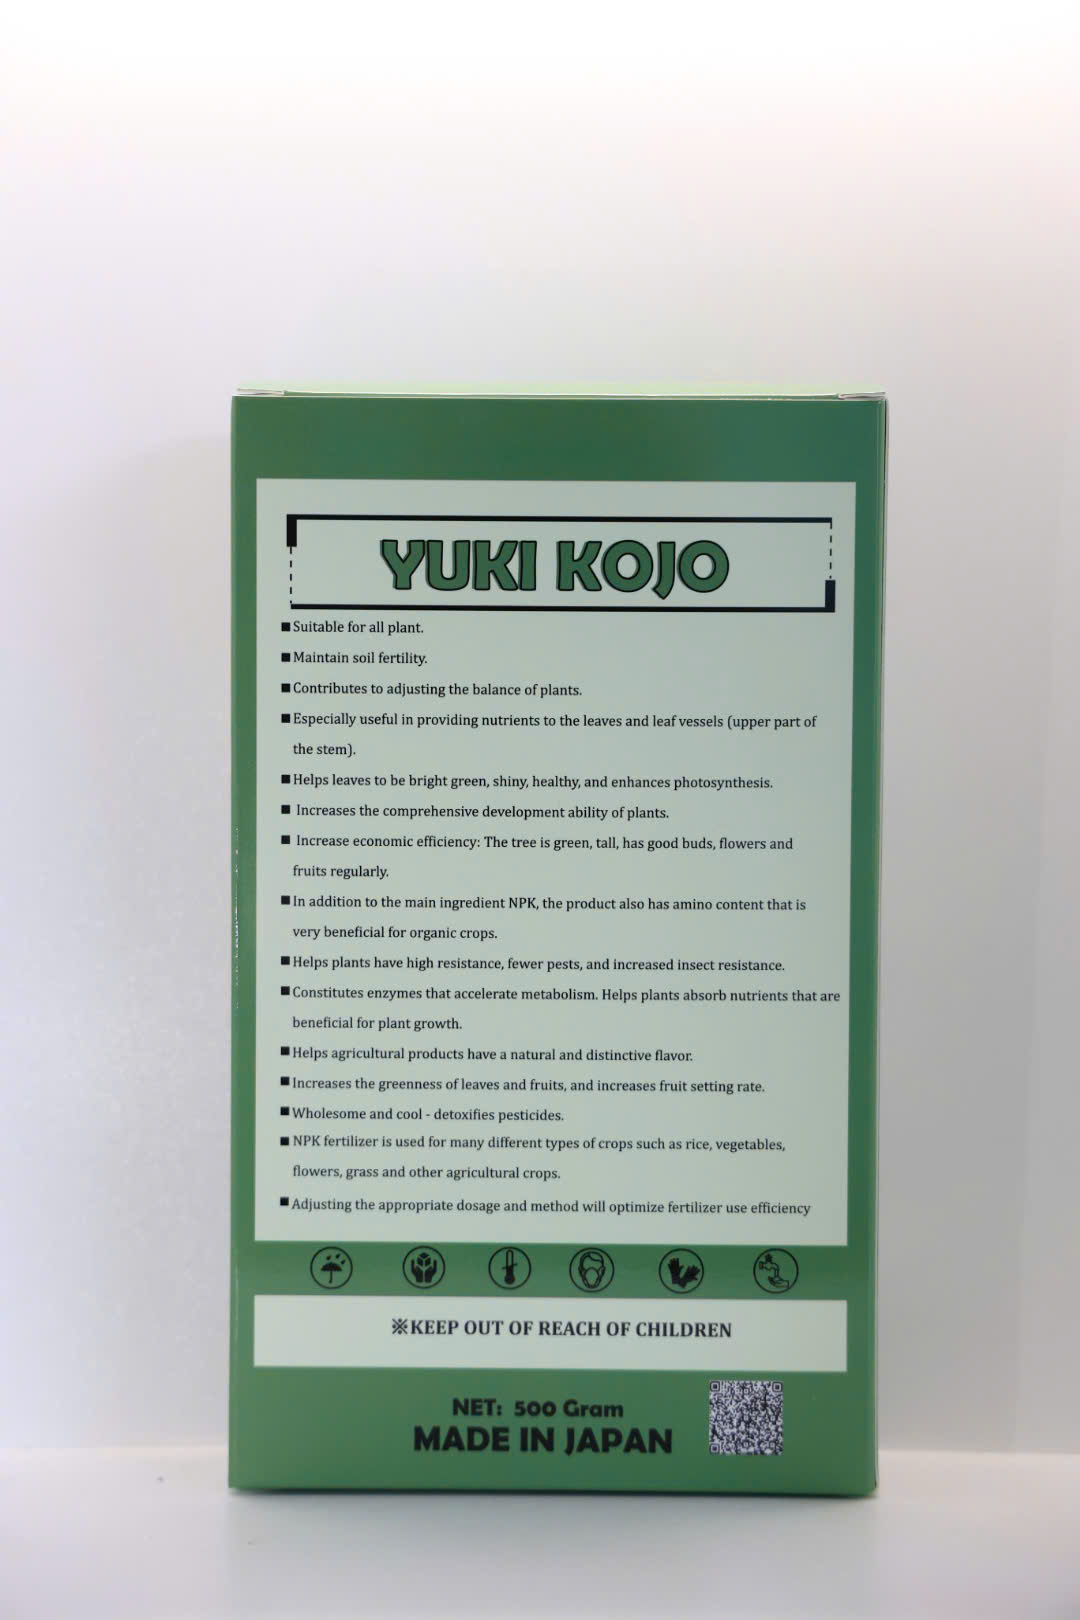 YUKI KOJO
■ Suitable for all plant.
■ Maintain soil fertility.
■ Contributes to adjusting the balance of plants.
■ Especially useful in providing nutrients to the leaves and leaf vessels (upper part of
the stem).
■ Helps leaves to be bright green, shiny, healthy, and enhances photosynthesis.
■ Increases the comprehensive development ability of plants.
■ Increase economic efficiency: The tree is green, tall, has good buds, flowers and
fruits regularly.
■ In addition to the main ingredient NPK, the product also has amino content that is
very beneficial for organic crops.
■ Helps plants have high resistance, fewer pests, and increased insect resistance.
■ Constitutes enzymes that accelerate metabolism. Helps plants absorb nutrients that are
beneficial for plant growth.
■ Helps agricultural products have a natural and distinctive flavor.
■ Increases the greenness of leaves and fruits, and increases fruit setting rate.
■ Wholesome and cool - detoxifies pesticides.
■ NPK fertilizer is used for many different types of crops such as rice, vegetables,
flowers, grass and other agricultural crops.
■ Adjusting the appropriate dosage and method will optimize fertilizer use efficiency
※KEEP OUT OF REACH OF CHILDREN
NET: 500 Gram
MADE IN JAPAN